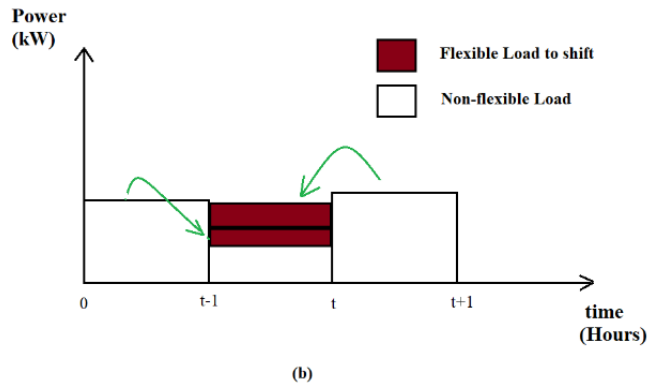 Power
(kW)
Flexible Load to shift
Non-flexible Load
0
t-1
t
t+1
time
(Hours)
(b)